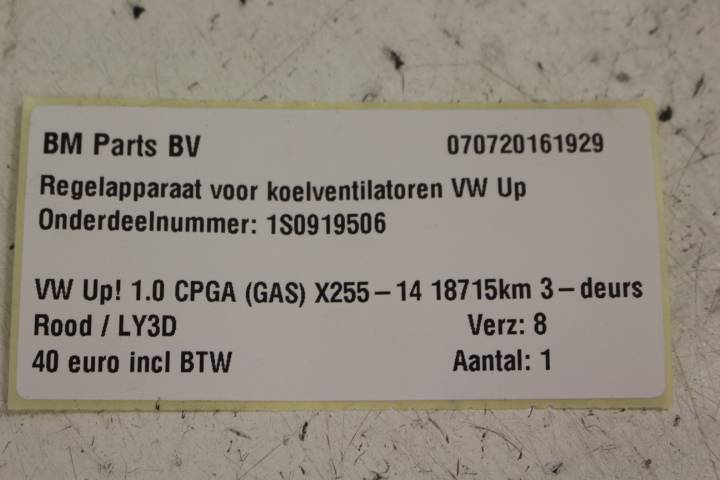 BM Parts BV 070720161929
Regelapparaat voor koelventilatoren VW Up
Onderdeelnummer: 1S0919506
VW Up! 1.0 CPGA (GAS) X255-14 18715km 3-deurs
Rood / LY3D Verz: 8
40 euro incl BTW Aantal: 1